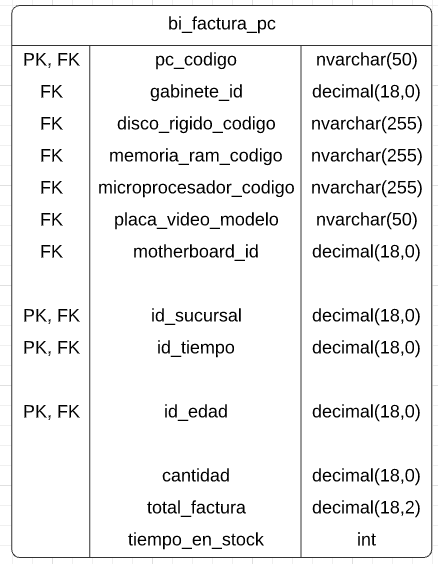 bi_factura_pc
PK, FK pc_codigo nvarchar(50)
FK gabinete_id decimal(18,0)
FK disco_rigido_codigo nvarchar(255)
FK memoria_ram_codigo nvarchar(255)
FK microprocesador_codigo nvarchar(255)
FK placa_video_modelo nvarchar(50)
FK motherboard_id decimal(18,0)
PK, FK id_sucursal decimal(18,0)
PK, FK id_tiempo decimal(18,0)
PK, FK id_edad decimal(18,0)
cantidad decimal(18,0)
total_factura decimal(18,2)
tiempo_en_stock int